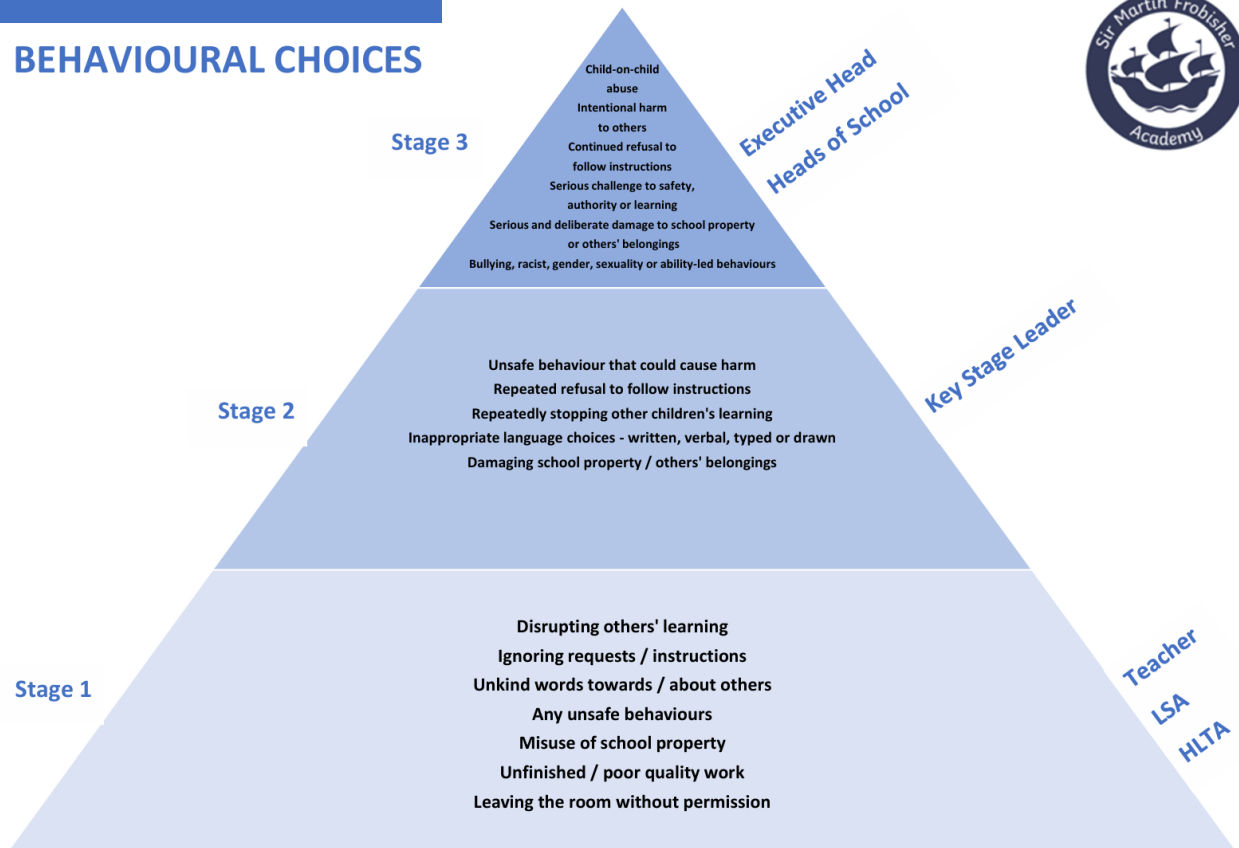 BEHAVIOURAL CHOICES
Sir Martin Frobisher
Academy
Stage 3
Child-on-child
abuse
Intentional harm
to others
Continued refusal to
follow instructions
Serious challenge to safety,
authority or learning
Serious and deliberate damage to school property
or others' belongings
Bullying, racist, gender, sexuality or ability-led behaviours
Executive Head
Heads of School
Stage 2
Unsafe behaviour that could cause harm
Repeated refusal to follow instructions
Repeatedly stopping other children's learning
Inappropriate language choices - written, verbal, typed or drawn
Damaging school property / others' belongings
Key Stage Leader
Stage 1
Disrupting others' learning
Ignoring requests / instructions
Unkind words towards / about others
Any unsafe behaviours
Misuse of school property
Unfinished / poor quality work
Leaving the room without permission
Teacher
LSA
HLTA